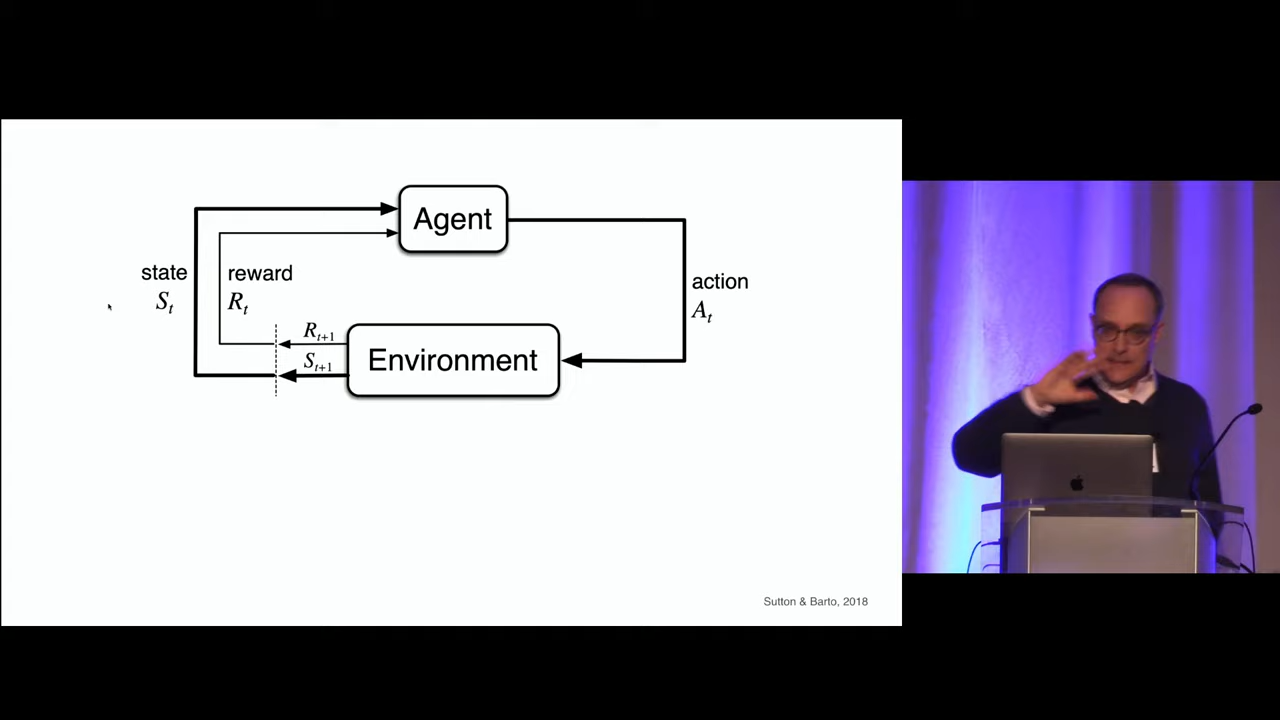 Agent
state
S_t
reward
R_t
action
A_t
R_{t+1}
S_{t+1}
Environment
Sutton & Barto, 2018